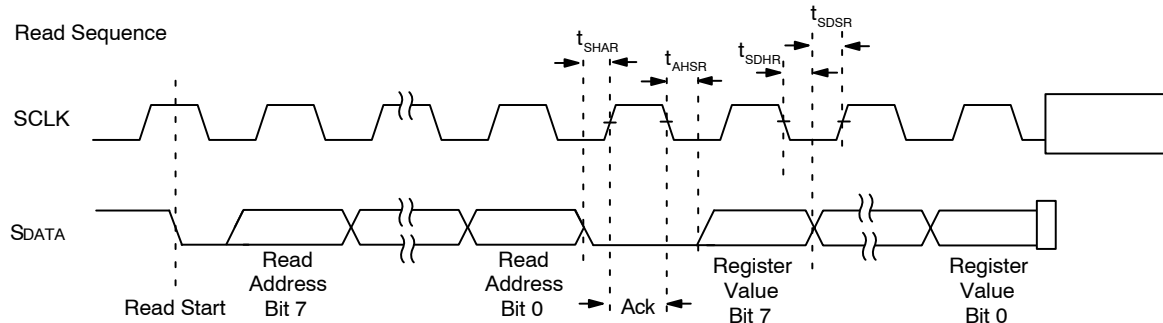 Read Sequence
tSHAR
tAHSR
tSDHR
tSDSR
SCLK
SDATA
Read Start
Read
Address
Bit 7
Read
Address
Bit 0
Ack
Register
Value
Bit 7
Register
Value
Bit 0